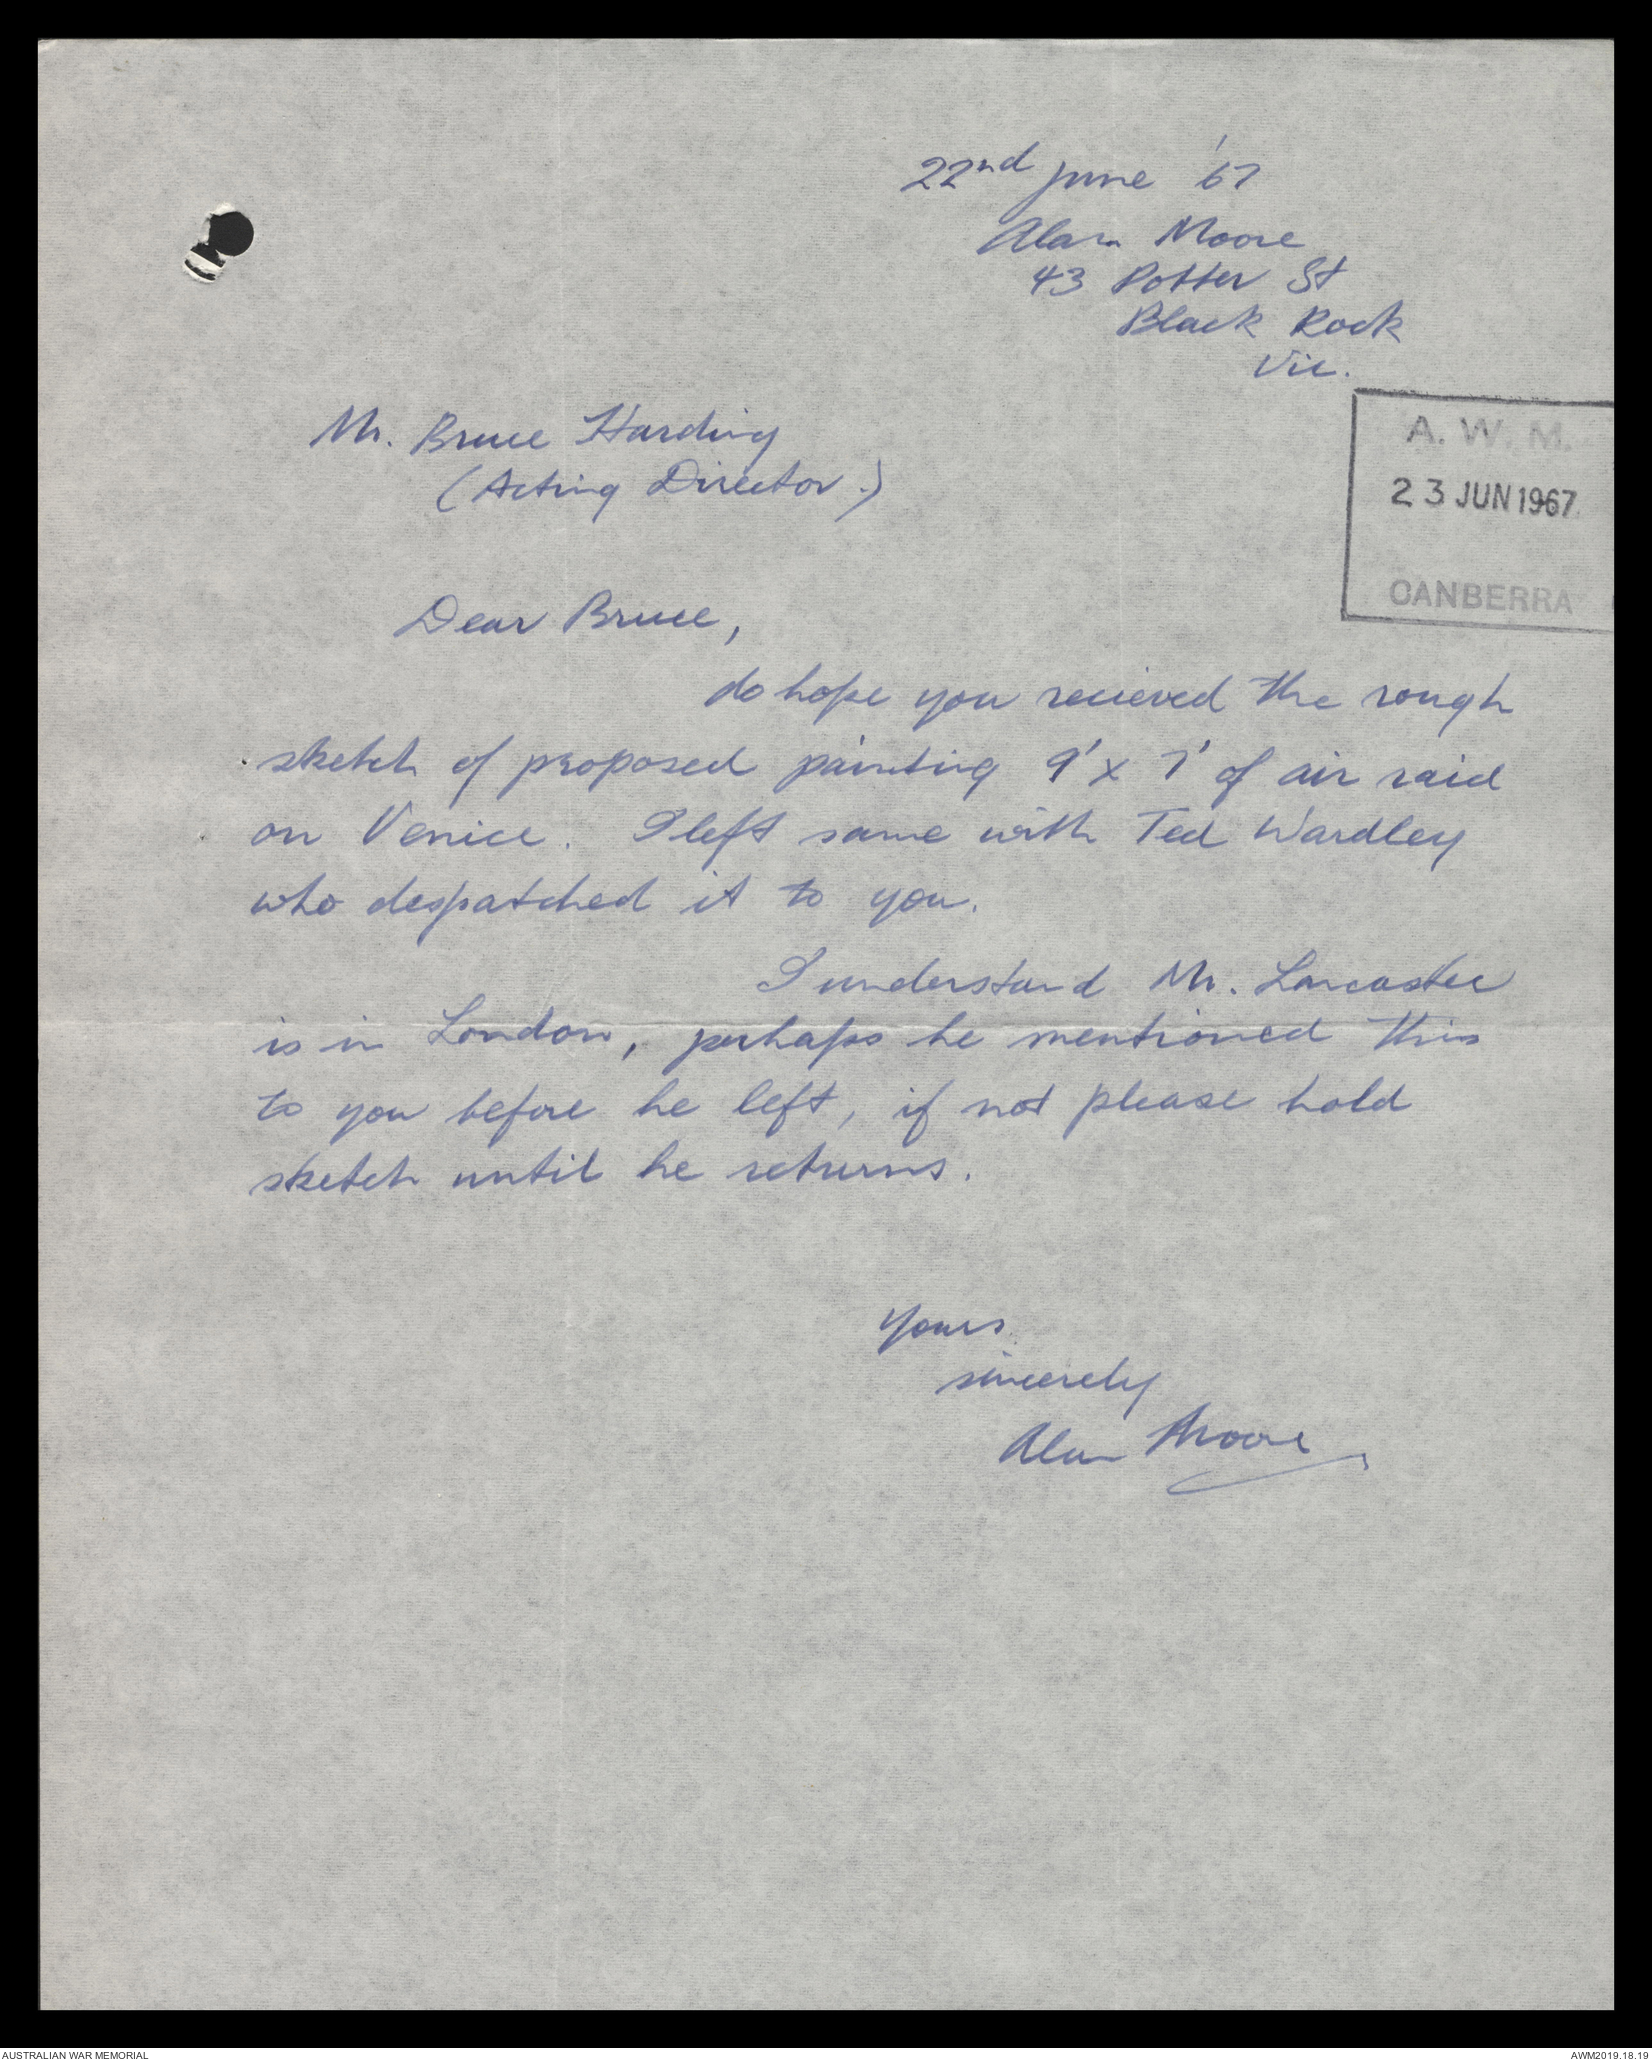 22nd June '67
Alan Moore
43 Potter St
Black Rock
Vic.
A. W. M.
23 JUN 1967
CANBERRA
Mr. Bruce Harding
(Acting Director.)
Dear Bruce,
do hope you recieved the rough
sketch of proposed painting 9' x 7' of air raid
on Venice. I left same with Ted Wardley
who despatched it to you.
I understand Mr. Lancaster
is in London, perhaps he mentioned this
to you before he left, if not please hold
sketch until he returns.
Yours
sincerely
Alan Moore
AUSTRALIAN WAR MEMORIAL
AWM2019.18.19